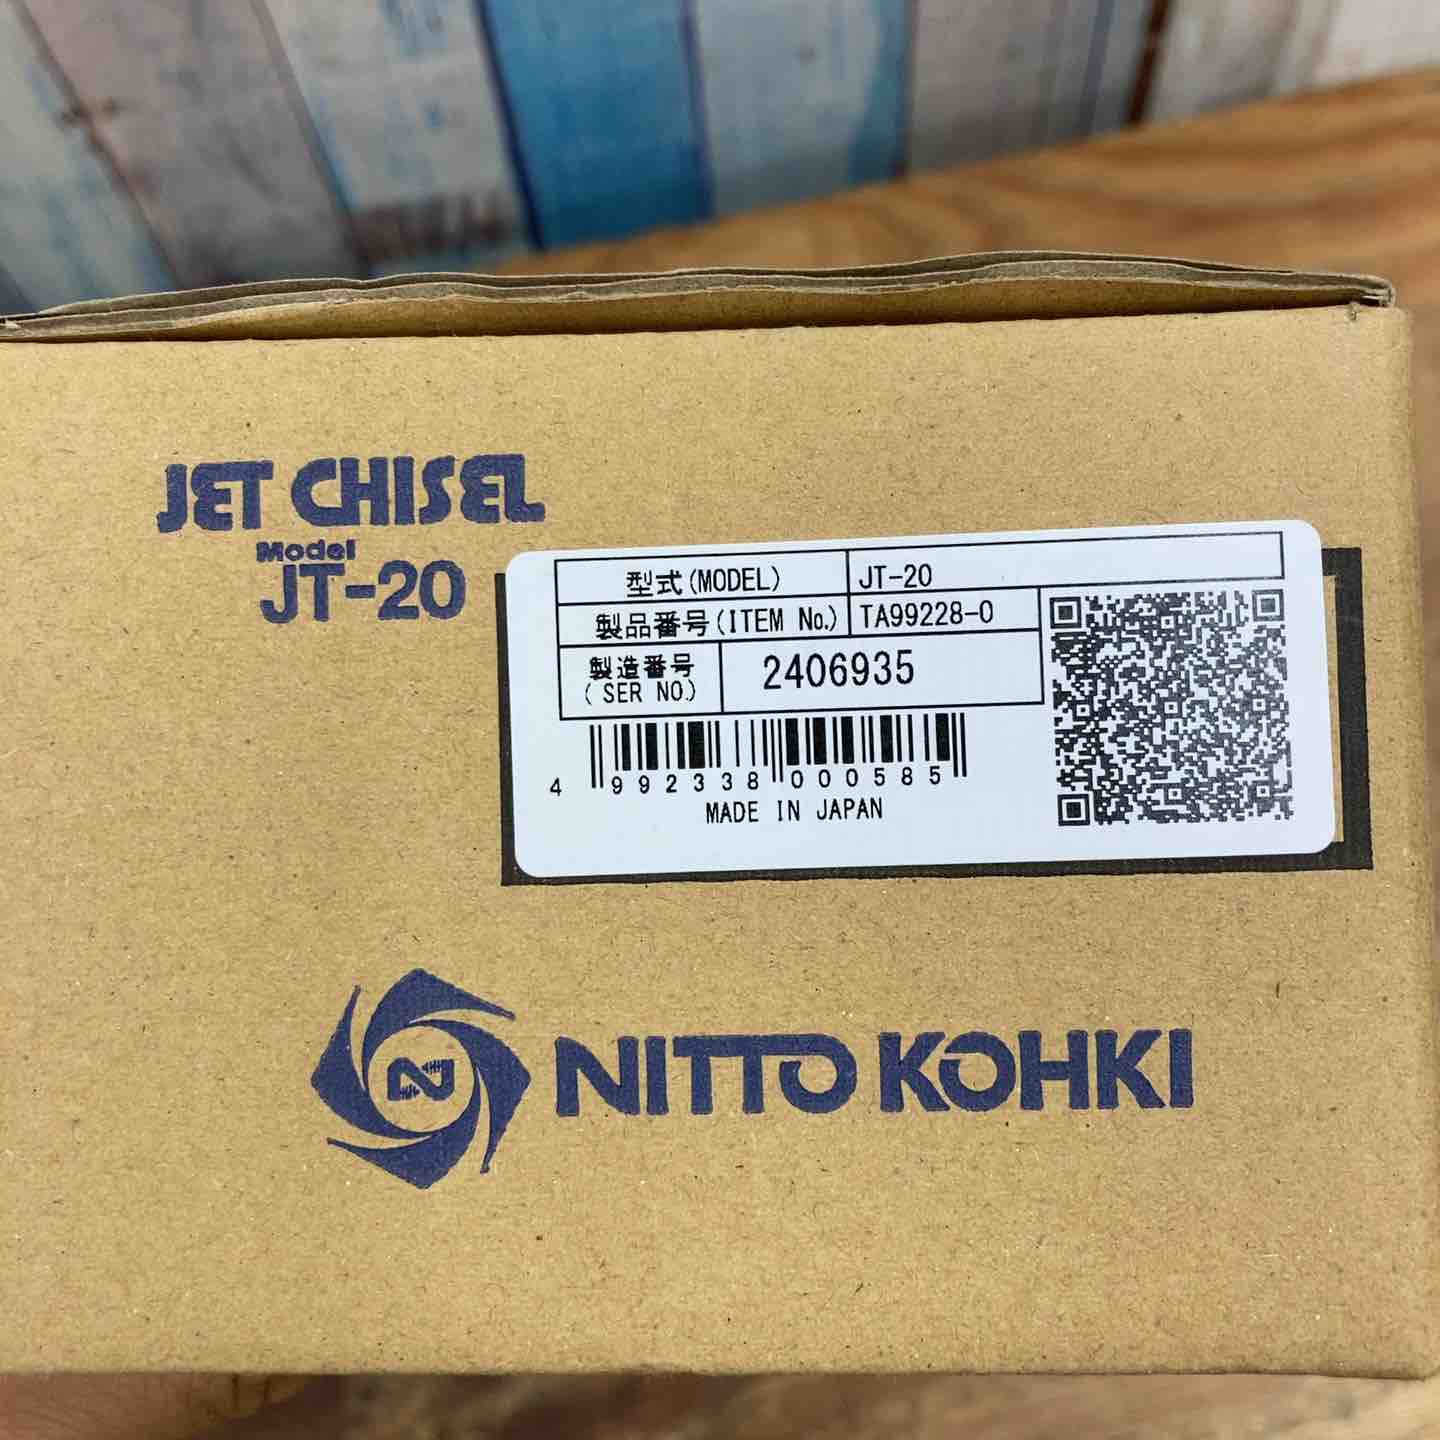 JET CHISEL
Model
JT-20
型式(MODEL) JT-20
製品番号(ITEM No.) TA99228-0
製造番号
(SER NO.)
2406935
4 992338 000585
MADE IN JAPAN
NITTO KOHKI